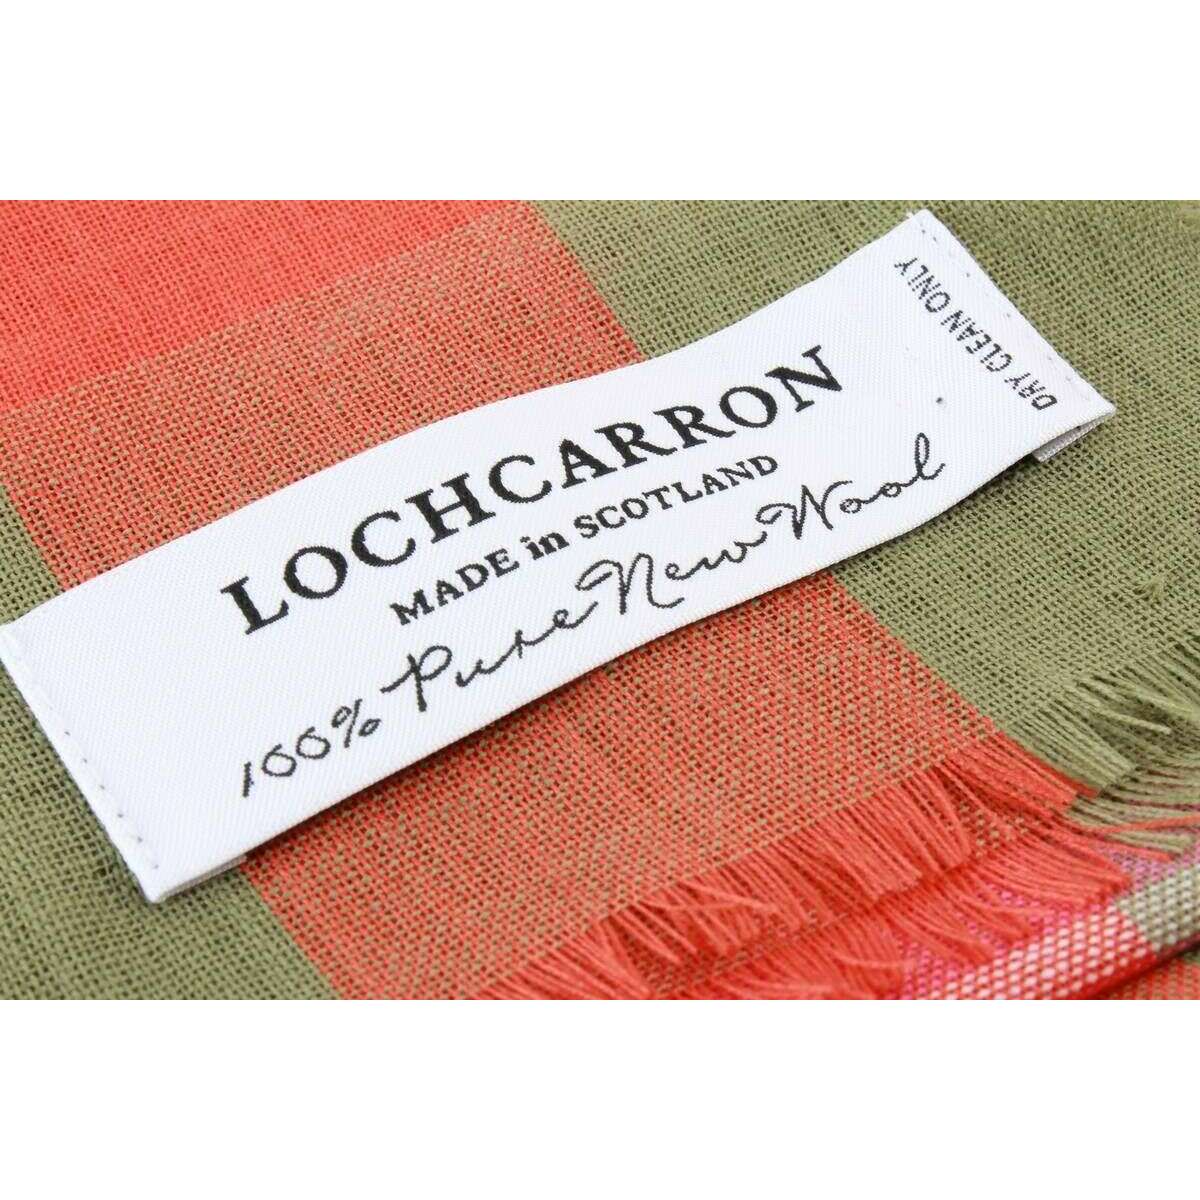 LOCHCARRON
MADE in SCOTLAND
100% Pure New Wool
DRY CLEAN ONLY